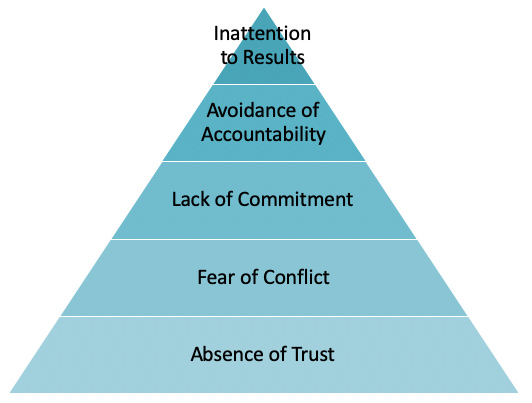 Inattention
to Results
Avoidance of
Accountability
Lack of Commitment
Fear of Conflict
Absence of Trust